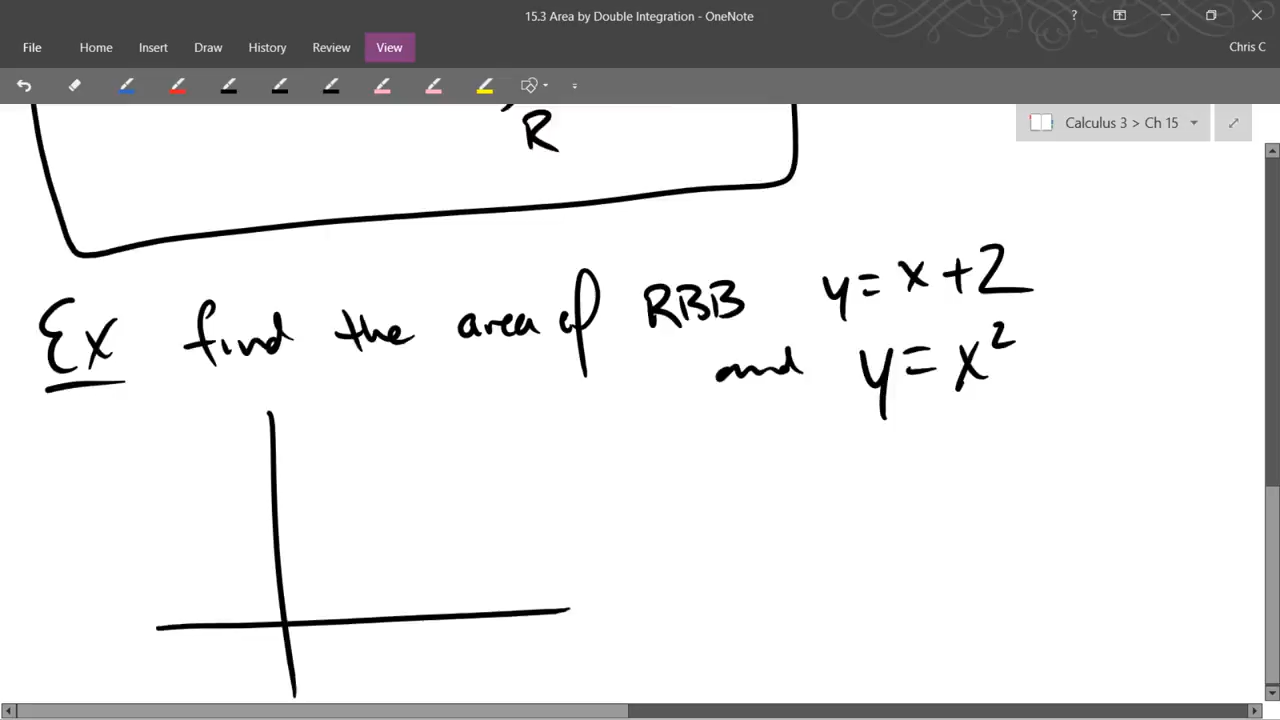 15.3 Area by Double Integration - OneNote
?
File Home Insert Draw History Review View
Chris C
Calculus 3 > Ch 15
R
Ex find the area of RBB y=x+2
and y=x²